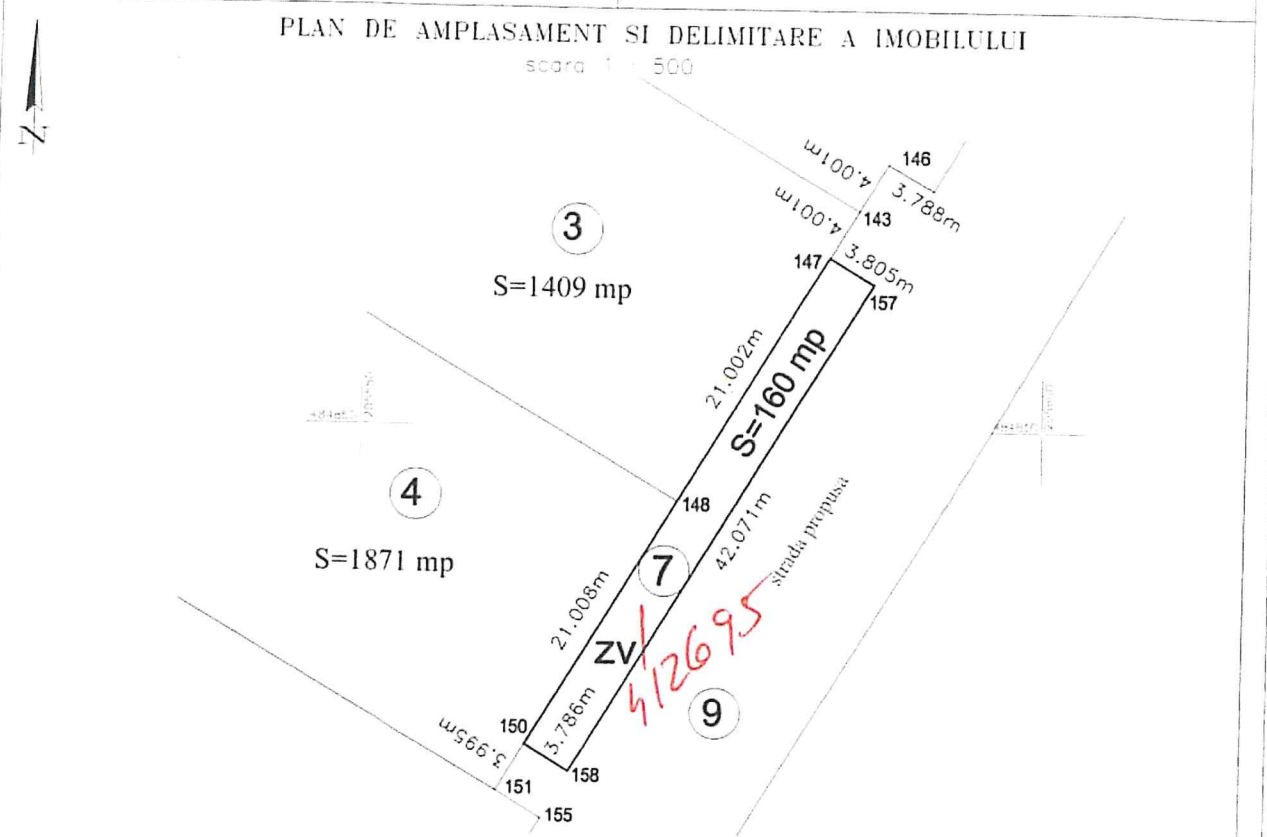 PLAN DE AMPLASAMENT SI DELIMITARE A IMOBILULUI
scara 1 : 500
N
146
4.001m
3.788m
4.001m
143
3
147
3.805m
S=1409 mp
157
21.002m
S=160 mp
4
148
42.071m
strada propusa
S=1871 mp
7
21.008m
ZV
412695
9
3.786m
150
3.995m
158
151
155